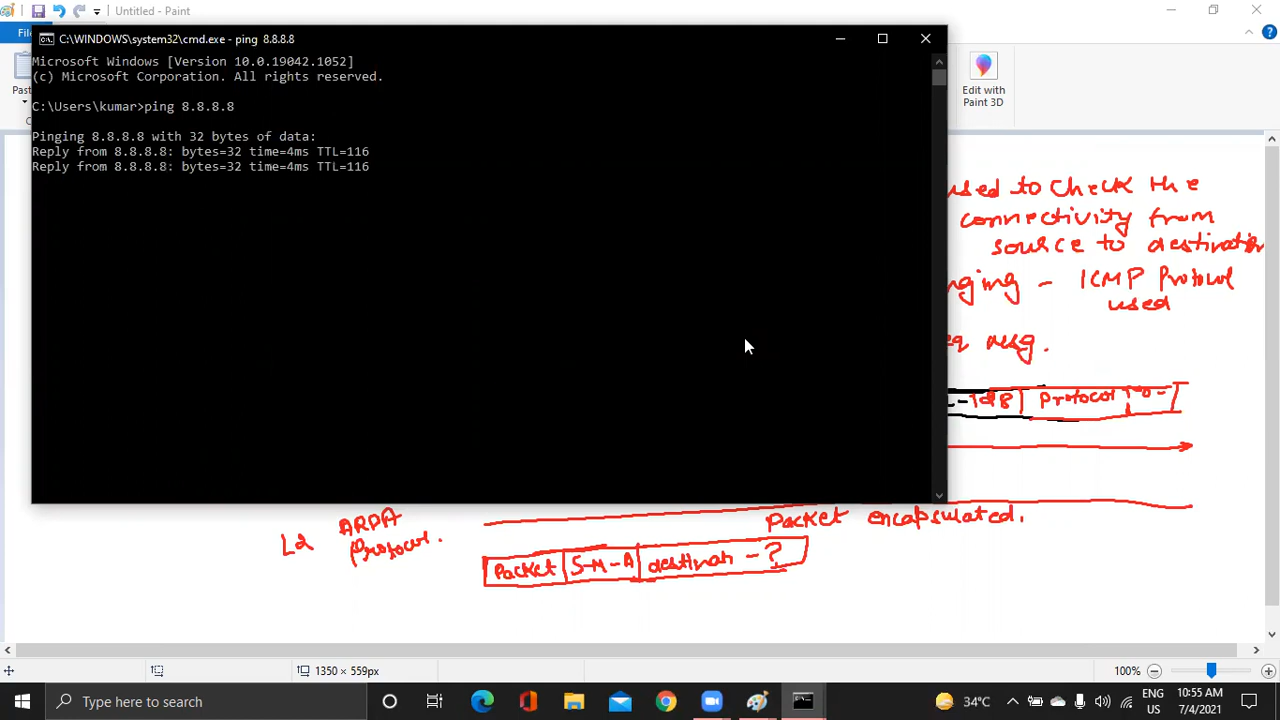 Untitled - Paint
C:\WINDOWS\system32\cmd.exe - ping 8.8.8.8
Microsoft Windows [Version 10.0.19042.1052]
(c) Microsoft Corporation. All rights reserved.
C:\Users\kumar>ping 8.8.8.8
Pinging 8.8.8.8 with 32 bytes of data:
Reply from 8.8.8.8: bytes=32 time=4ms TTL=116
Reply from 8.8.8.8: bytes=32 time=4ms TTL=116
Edit with
Paint 3D
used to check the
connectivity from
source to destination
nging - ICMP Protocol
used
eq msg.
Protocol
Packet encapsulated.
L2 ARPA
Protocol.
Packet S-M-A destinan - ?
1350 × 559px
100%
Type here to search
34°C
ENG
US
10:55 AM
7/4/2021